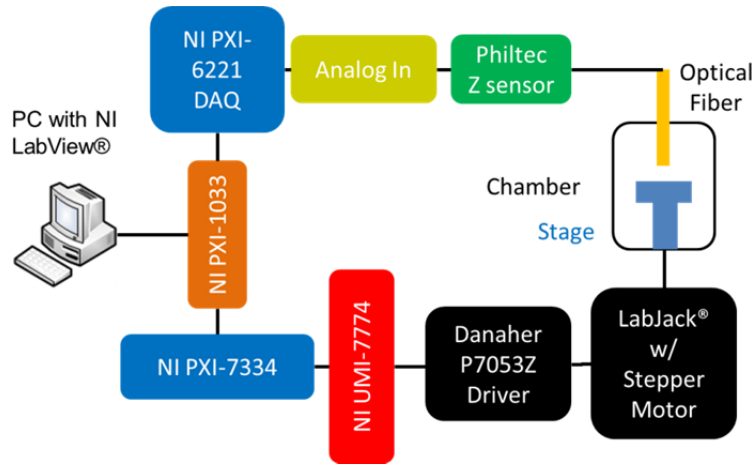 NI PXI-
6221
DAQ
Analog In
Philtec
Z sensor
Optical
Fiber
PC with NI
LabView®
NI PXI-1033
Chamber
Stage
NI PXI-7334
NI UMI-7774
Danaher
P7053Z
Driver
LabJack®
w/
Stepper
Motor